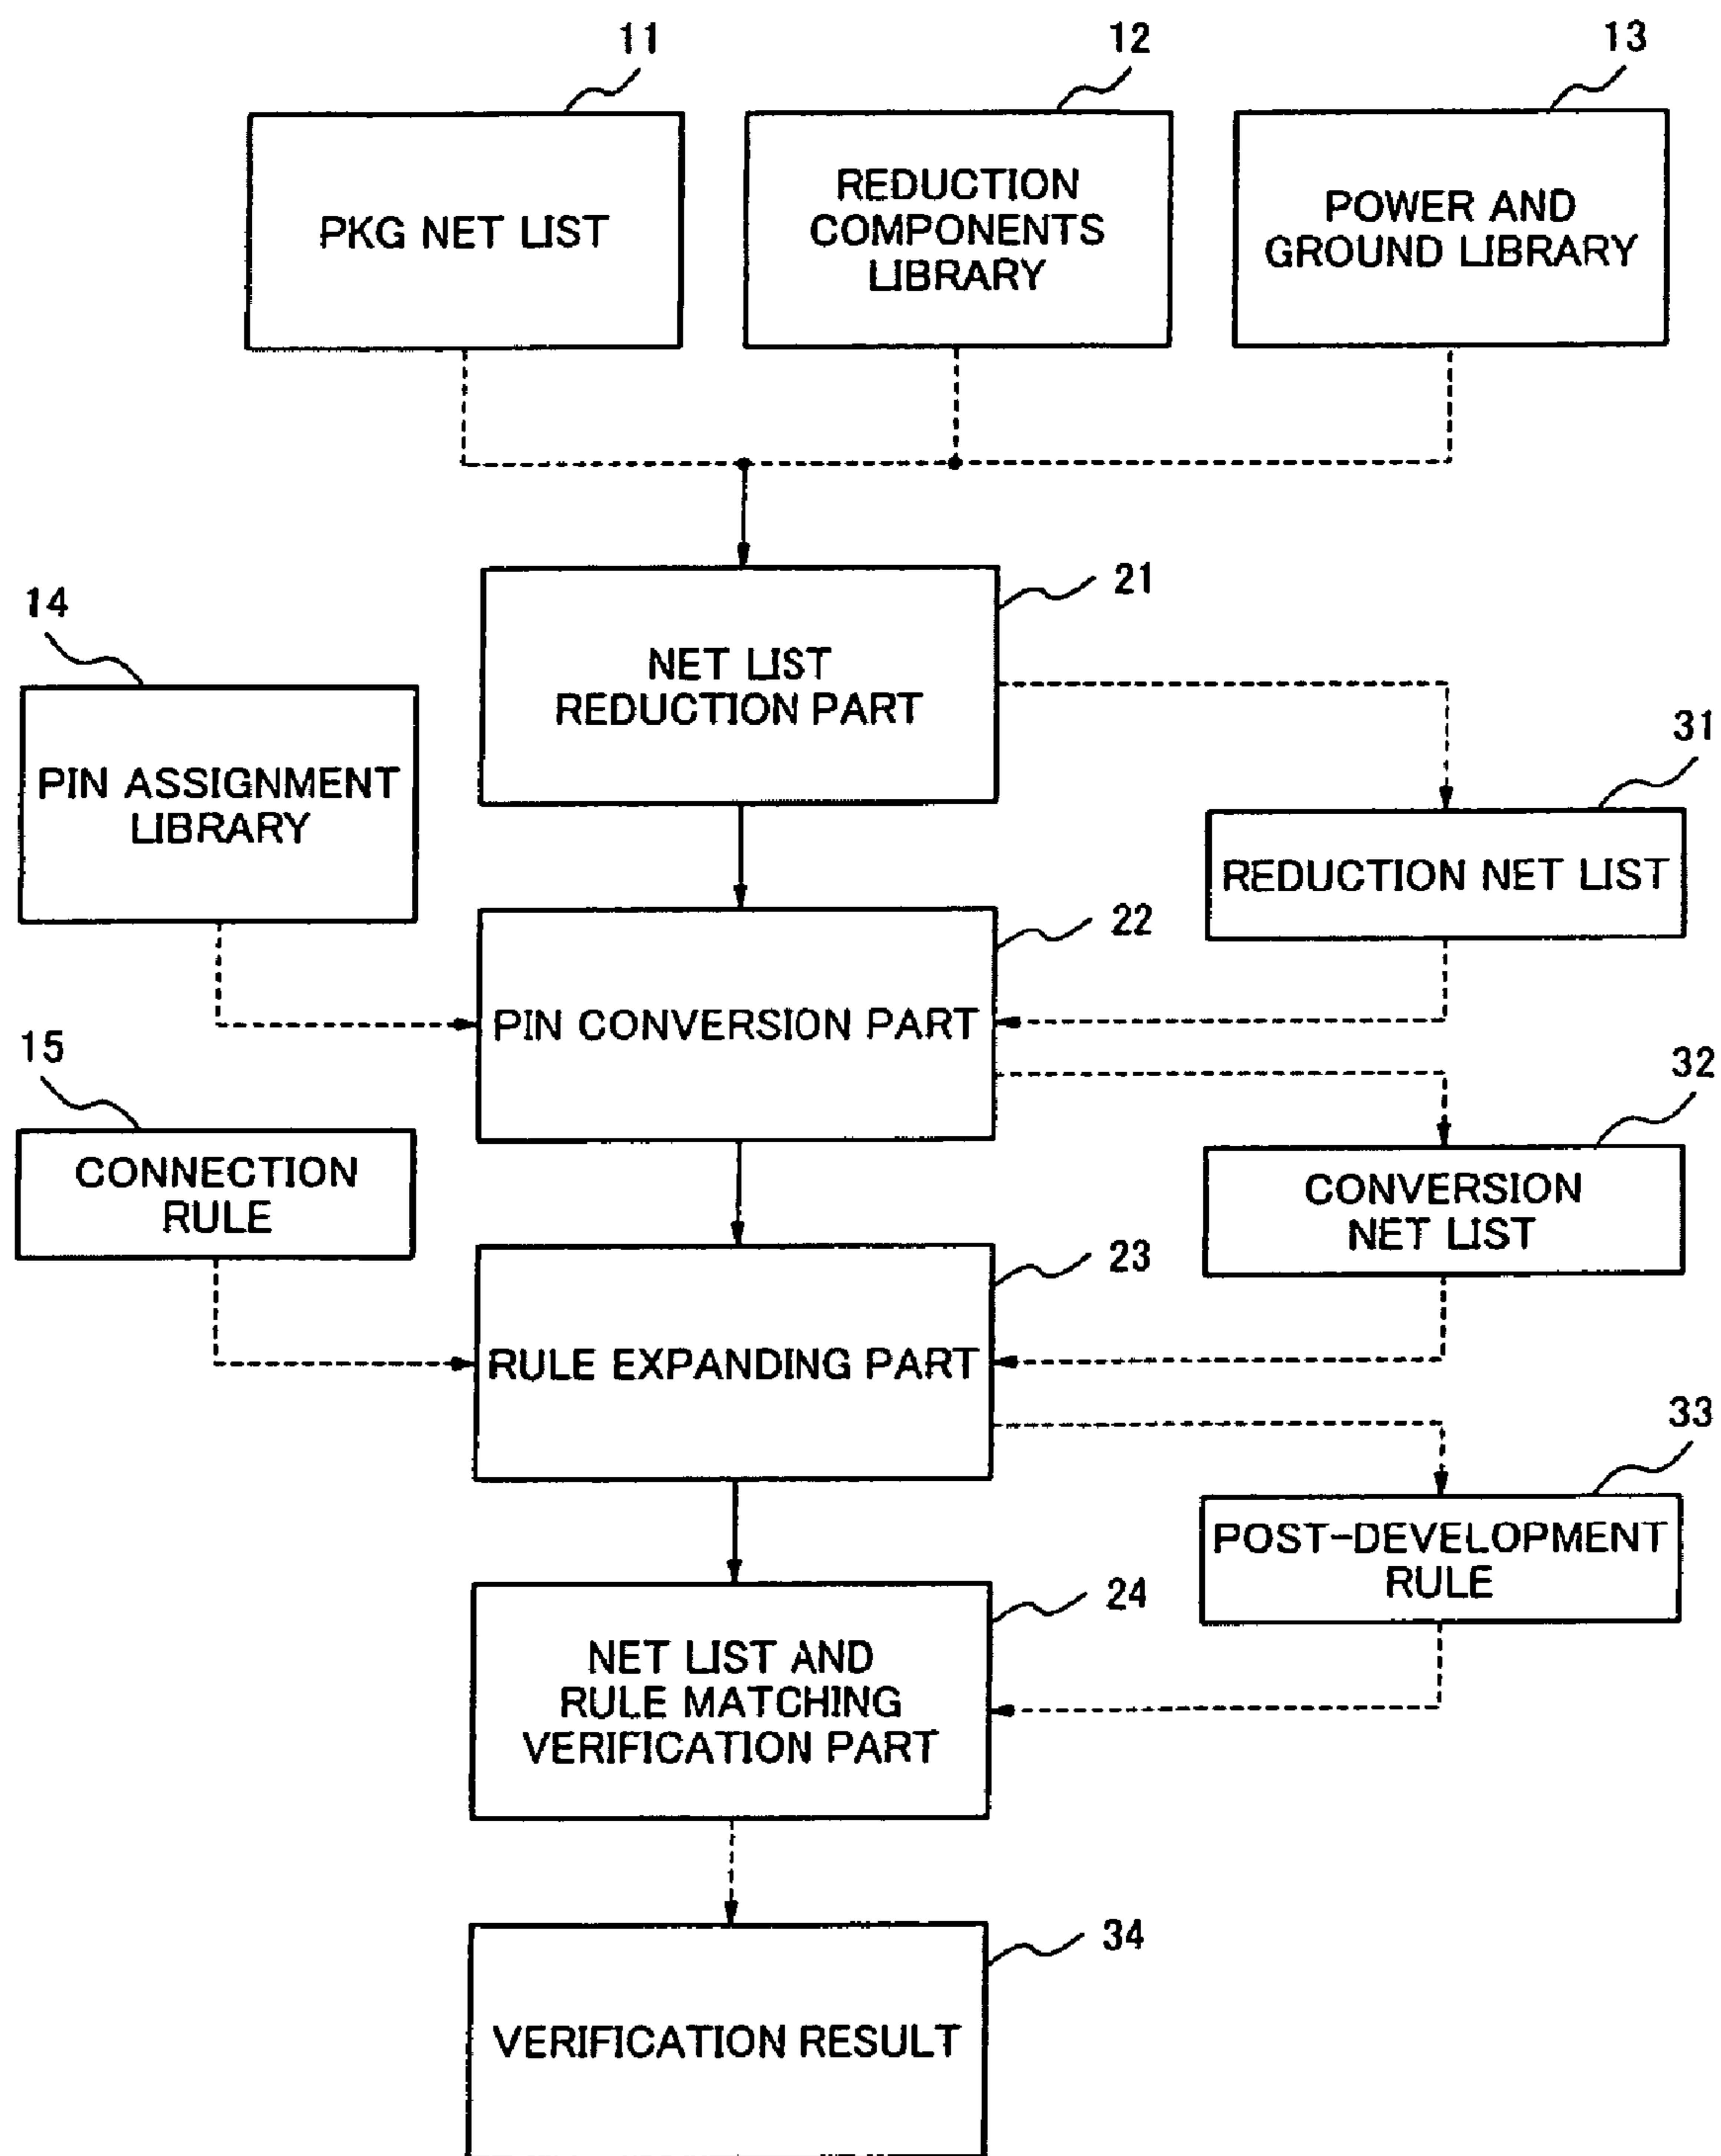 11
12
13
PKG NET LIST
REDUCTION
COMPONENTS
LIBRARY
POWER AND
GROUND LIBRARY
21
14
NET LIST
REDUCTION PART
31
PIN ASSIGNMENT
LIBRARY
REDUCTION NET LIST
22
PIN CONVERSION PART
15
32
CONNECTION
RULE
CONVERSION
NET LIST
23
RULE EXPANDING PART
33
POST-DEVELOPMENT
RULE
24
NET LIST AND
RULE MATCHING
VERIFICATION PART
34
VERIFICATION RESULT